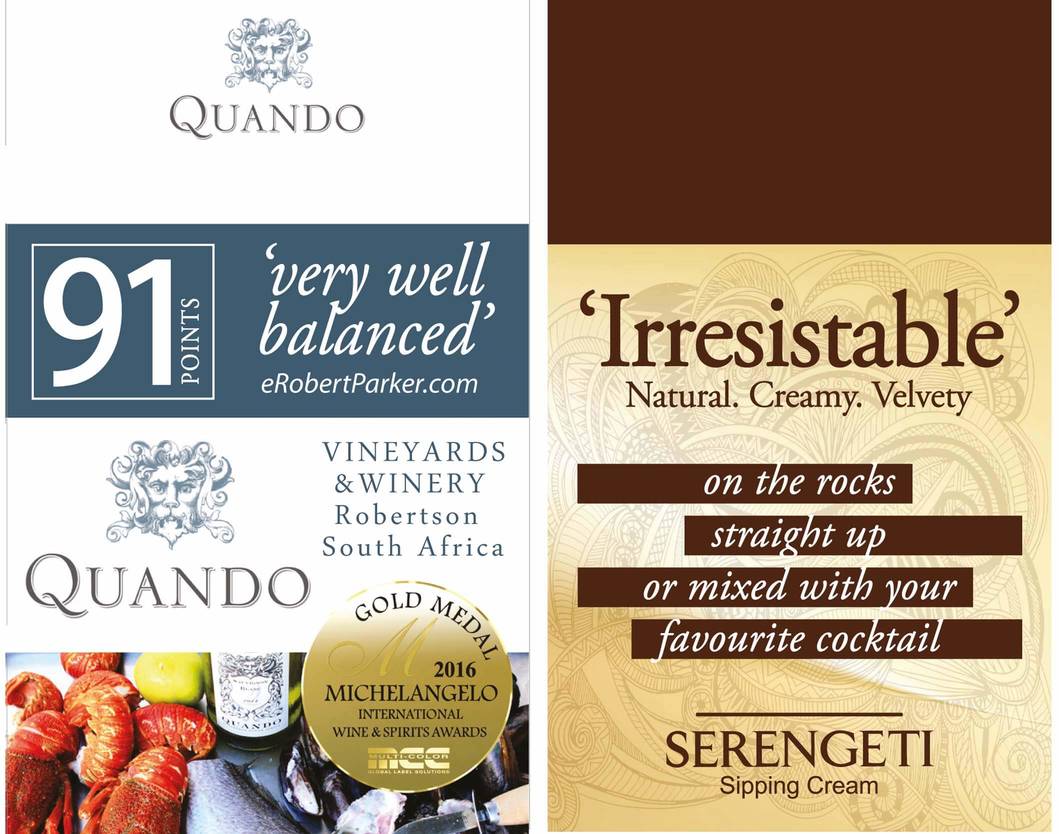 QUANDO
91
POINTS
‘very well
balanced’
eRobertParker.com
VINEYARDS
&WINERY
Robertson
South Africa
QUANDO
GOLD MEDAL
M
2016
MICHELANGELO
INTERNATIONAL
WINE & SPIRITS AWARDS
MCC
MULTI-COLOR
GLOBAL LABEL SOLUTIONS
QUANDO
‘Irresistable’
Natural. Creamy. Velvety
on the rocks
straight up
or mixed with your
favourite cocktail
SERENGETI
Sipping Cream